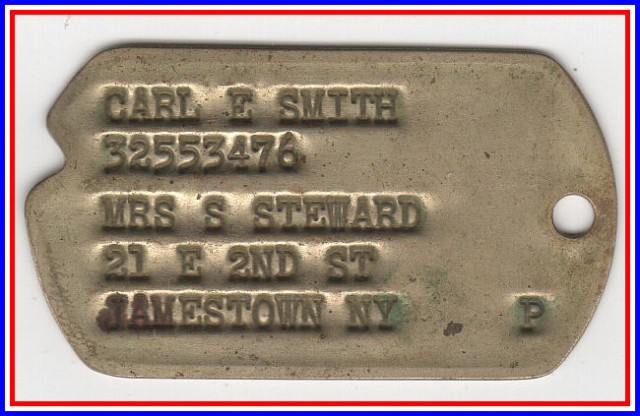 CARL E SMITH
32553476
MRS S STEWARD
21 E 2ND ST
JAMESTOWN NY P